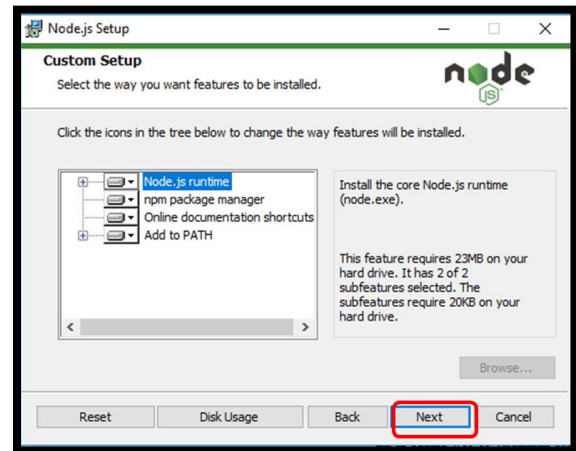 Node.js Setup
Custom Setup
Select the way you want features to be installed.
node
JS
Click the icons in the tree below to change the way features will be installed.
Node.js runtime
npm package manager
Online documentation shortcuts
Add to PATH
Install the core Node.js runtime
(node.exe).
This feature requires 23MB on your
hard drive. It has 2 of 2
subfeatures selected. The
subfeatures require 20KB on your
hard drive.
Browse...
Reset Disk Usage Back Next Cancel